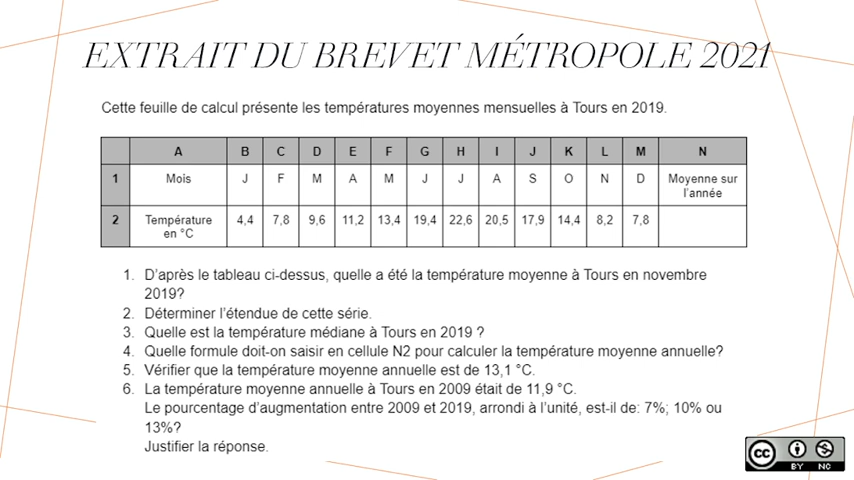 EXTRAIT DU BREVET MÉTROPOLE 2021
Cette feuille de calcul présente les températures moyennes mensuelles à Tours en 2019.
A B C D E F G H I J K L M N
1 Mois J F M A M J J A S O N D Moyenne sur l'année
2 Température en °C 4,4 7,8 9,6 11,2 13,4 19,4 22,6 20,5 17,9 14,4 8,2 7,8
1. D'après le tableau ci-dessus, quelle a été la température moyenne à Tours en novembre
2019?
2. Déterminer l'étendue de cette série.
3. Quelle est la température médiane à Tours en 2019 ?
4. Quelle formule doit-on saisir en cellule N2 pour calculer la température moyenne annuelle?
5. Vérifier que la température moyenne annuelle est de 13,1 °C.
6. La température moyenne annuelle à Tours en 2009 était de 11,9 °C.
Le pourcentage d'augmentation entre 2009 et 2019, arrondi à l'unité, est-il de: 7%; 10% ou
13%?
Justifier la réponse.
cc
BY NC